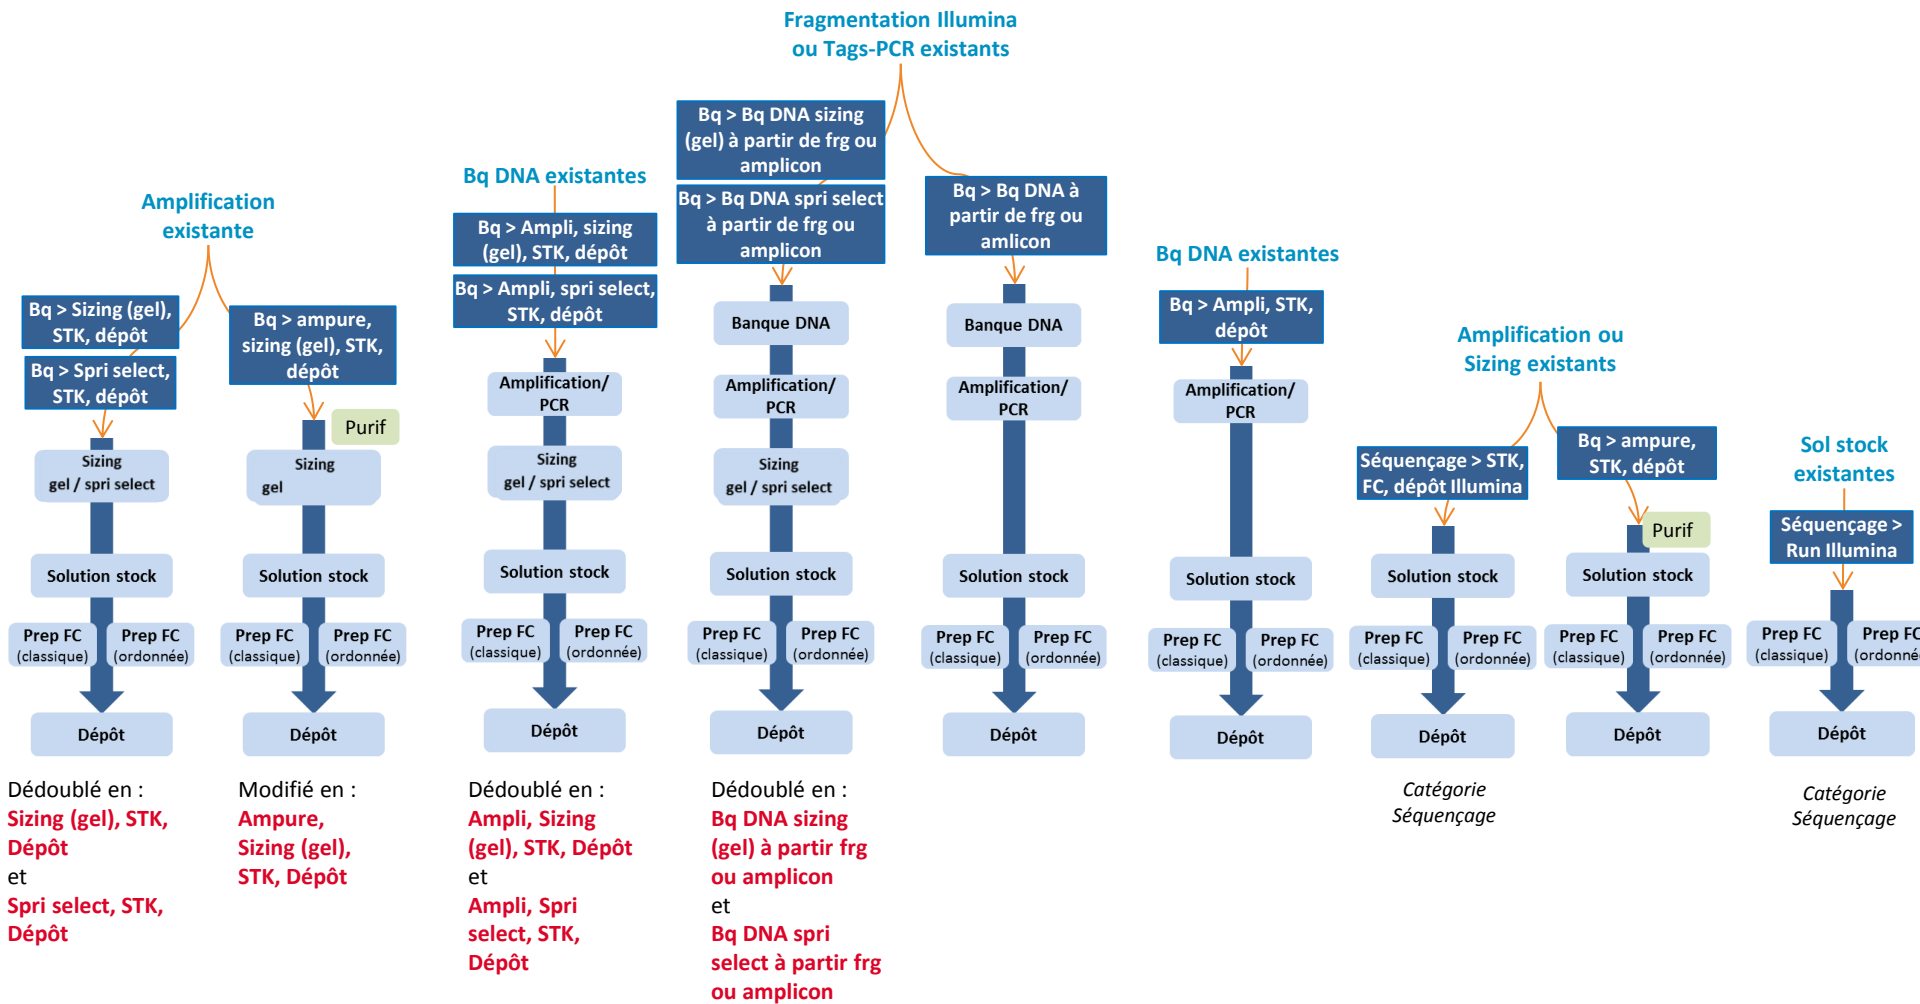 Fragmentation Illumina
ou Tags-PCR existants
Amplification
existante
Bq > Sizing (gel),
STK, dépôt
Bq > Spri select,
STK, dépôt
Sizing
gel / spri select
Solution stock
Prep FC
(classique)
Prep FC
(ordonnée)
Dépôt
Dédoublé en :
Sizing (gel), STK,
Dépôt
et
Spri select, STK,
Dépôt
Bq > ampure,
sizing (gel), STK,
dépôt
Purif
Sizing
gel
Solution stock
Prep FC
(classique)
Prep FC
(ordonnée)
Dépôt
Modifié en :
Ampure,
Sizing (gel),
STK, Dépôt
Bq DNA existantes
Bq > Ampli, sizing
(gel), STK, dépôt
Bq > Ampli, spri select,
STK, dépôt
Amplification/
PCR
Sizing
gel / spri select
Solution stock
Prep FC
(classique)
Prep FC
(ordonnée)
Dépôt
Dédoublé en :
Ampli, Sizing
(gel), STK, Dépôt
et
Ampli, Spri
select, STK,
Dépôt
Bq > Bq DNA sizing
(gel) à partir de frg ou
amplicon
Bq > Bq DNA spri select
à partir de frg ou
amplicon
Banque DNA
Amplification/
PCR
Sizing
gel / spri select
Solution stock
Prep FC
(classique)
Prep FC
(ordonnée)
Dépôt
Dédoublé en :
Bq DNA sizing
(gel) à partir frg
ou amplicon
et
Bq DNA spri
select à partir frg
ou amplicon
Bq > Bq DNA à
partir de frg ou
amlicon
Banque DNA
Amplification/
PCR
Solution stock
Prep FC
(classique)
Prep FC
(ordonnée)
Dépôt
Bq DNA existantes
Bq > Ampli, STK,
dépôt
Amplification/
PCR
Solution stock
Prep FC
(classique)
Prep FC
(ordonnée)
Dépôt
Amplification ou
Sizing existants
Séquençage > STK,
FC, dépôt Illumina
Solution stock
Prep FC
(classique)
Prep FC
(ordonnée)
Dépôt
Catégorie
Séquençage
Bq > ampure,
STK, dépôt
Purif
Solution stock
Prep FC
(classique)
Prep FC
(ordonnée)
Dépôt
Sol stock
existantes
Séquençage >
Run Illumina
Prep FC
(classique)
Prep FC
(ordonnée
Dépôt
Catégorie
Séquençage